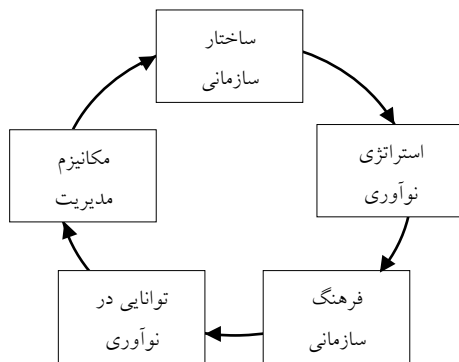 ساختار
سازمانی
استراتژی
نوآوری
فرهنگ
سازمانی
توانایی در
نوآوری
مکانیزم
مدیریت